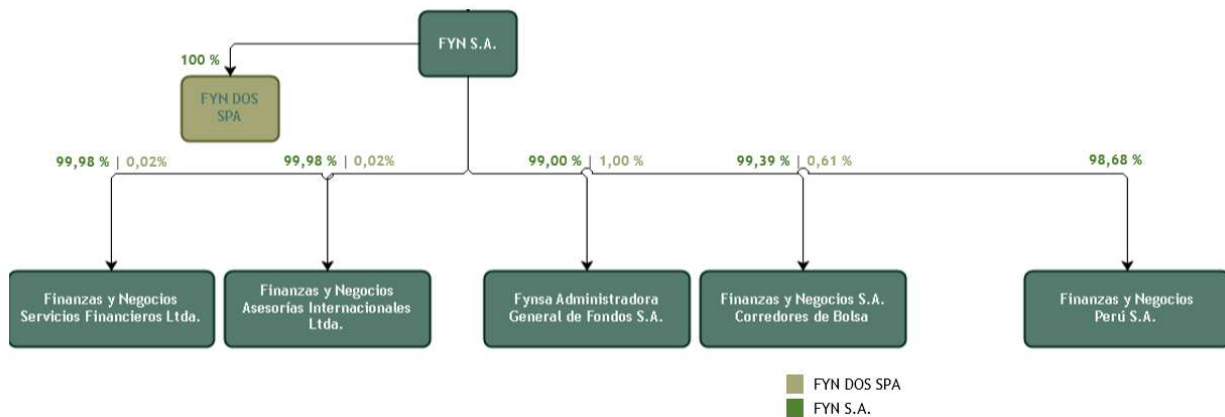 FYN S.A.
100 %
FYN DOS
SPA
99,98 % | 0,02%
99,98 % | 0,02%
99,00 % | 1,00 %
99,39 % | 0,61 %
98,68 %
Finanzas y Negocios
Servicios Financieros Ltda.
Finanzas y Negocios
Asesorías Internacionales
Ltda.
Fynsa Administradora
General de Fondos S.A.
Finanzas y Negocios S.A.
Corredores de Bolsa
Finanzas y Negocios
Perú S.A.
FYN DOS SPA
FYN S.A.